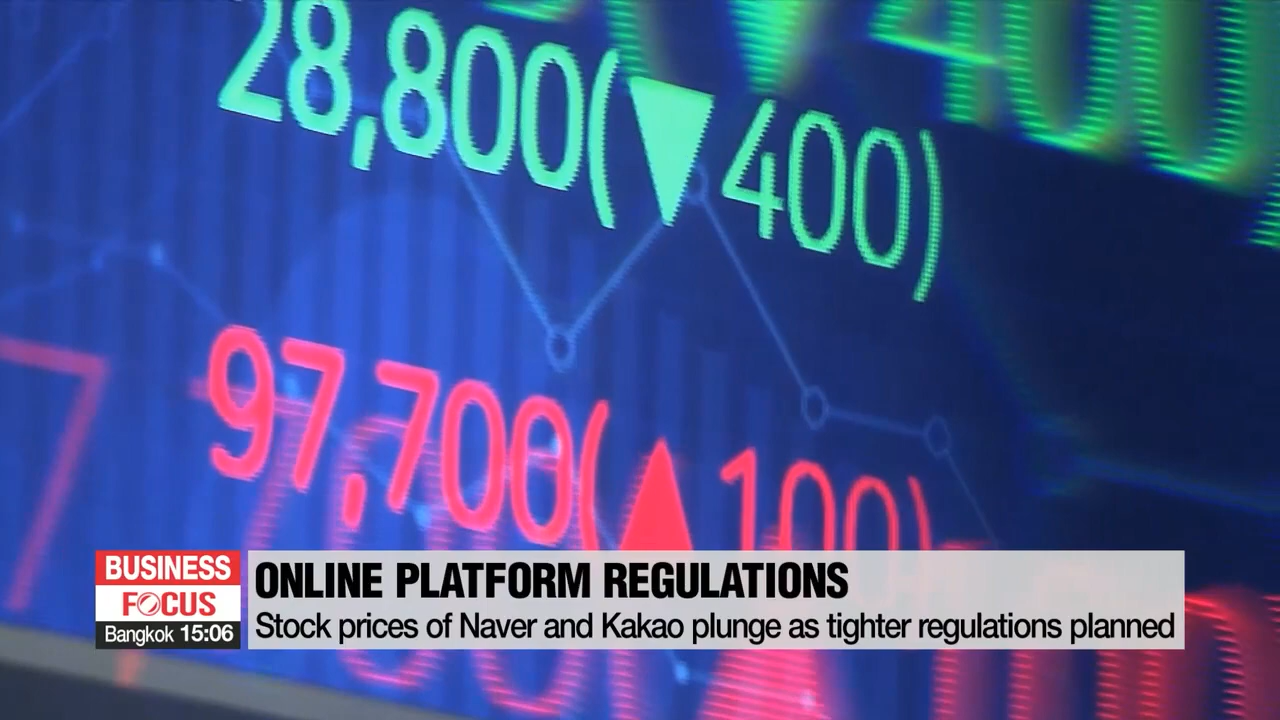 28,800(▼400)
97,700(▲100)
BUSINESS
FOCUS
Bangkok 15:06
ONLINE PLATFORM REGULATIONS
Stock prices of Naver and Kakao plunge as tighter regulations planned